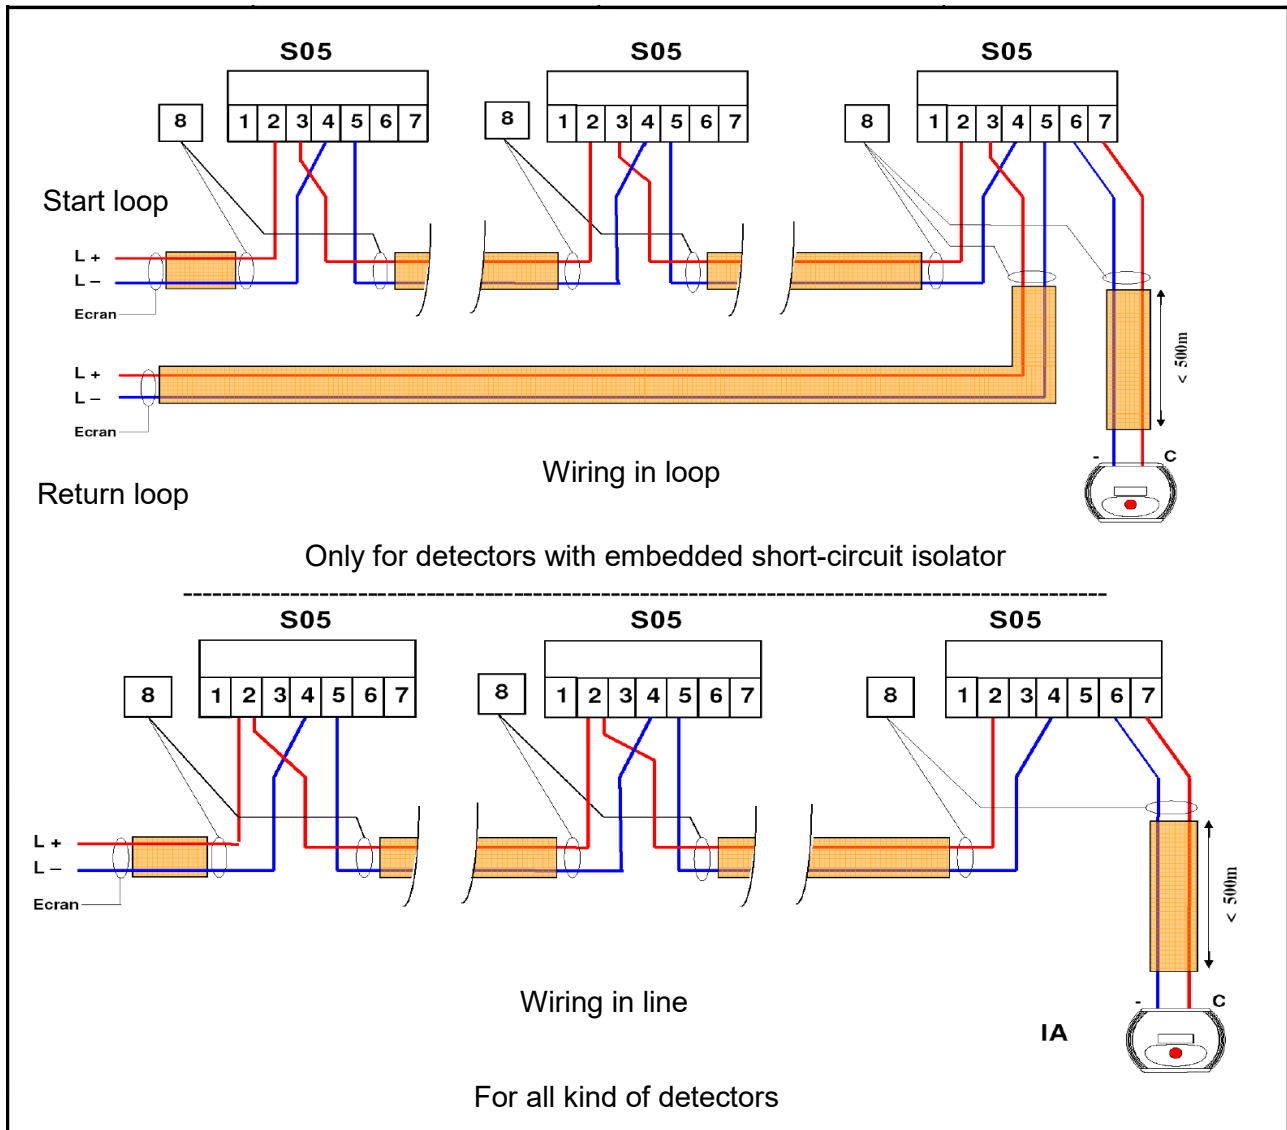 S05 S05 S05
8 1 2 3 4 5 6 7 8 1 2 3 4 5 6 7 8 1 2 3 4 5 6 7
Start loop
L +
L –
Ecran
< 500m
L +
L –
Ecran
- C
Wiring in loop
Return loop
Only for detectors with embedded short-circuit isolator
S05 S05 S05
8 1 2 3 4 5 6 7 8 1 2 3 4 5 6 7 8 1 2 3 4 5 6 7
L +
L –
Ecran
< 500m
Wiring in line
- C
IA
For all kind of detectors